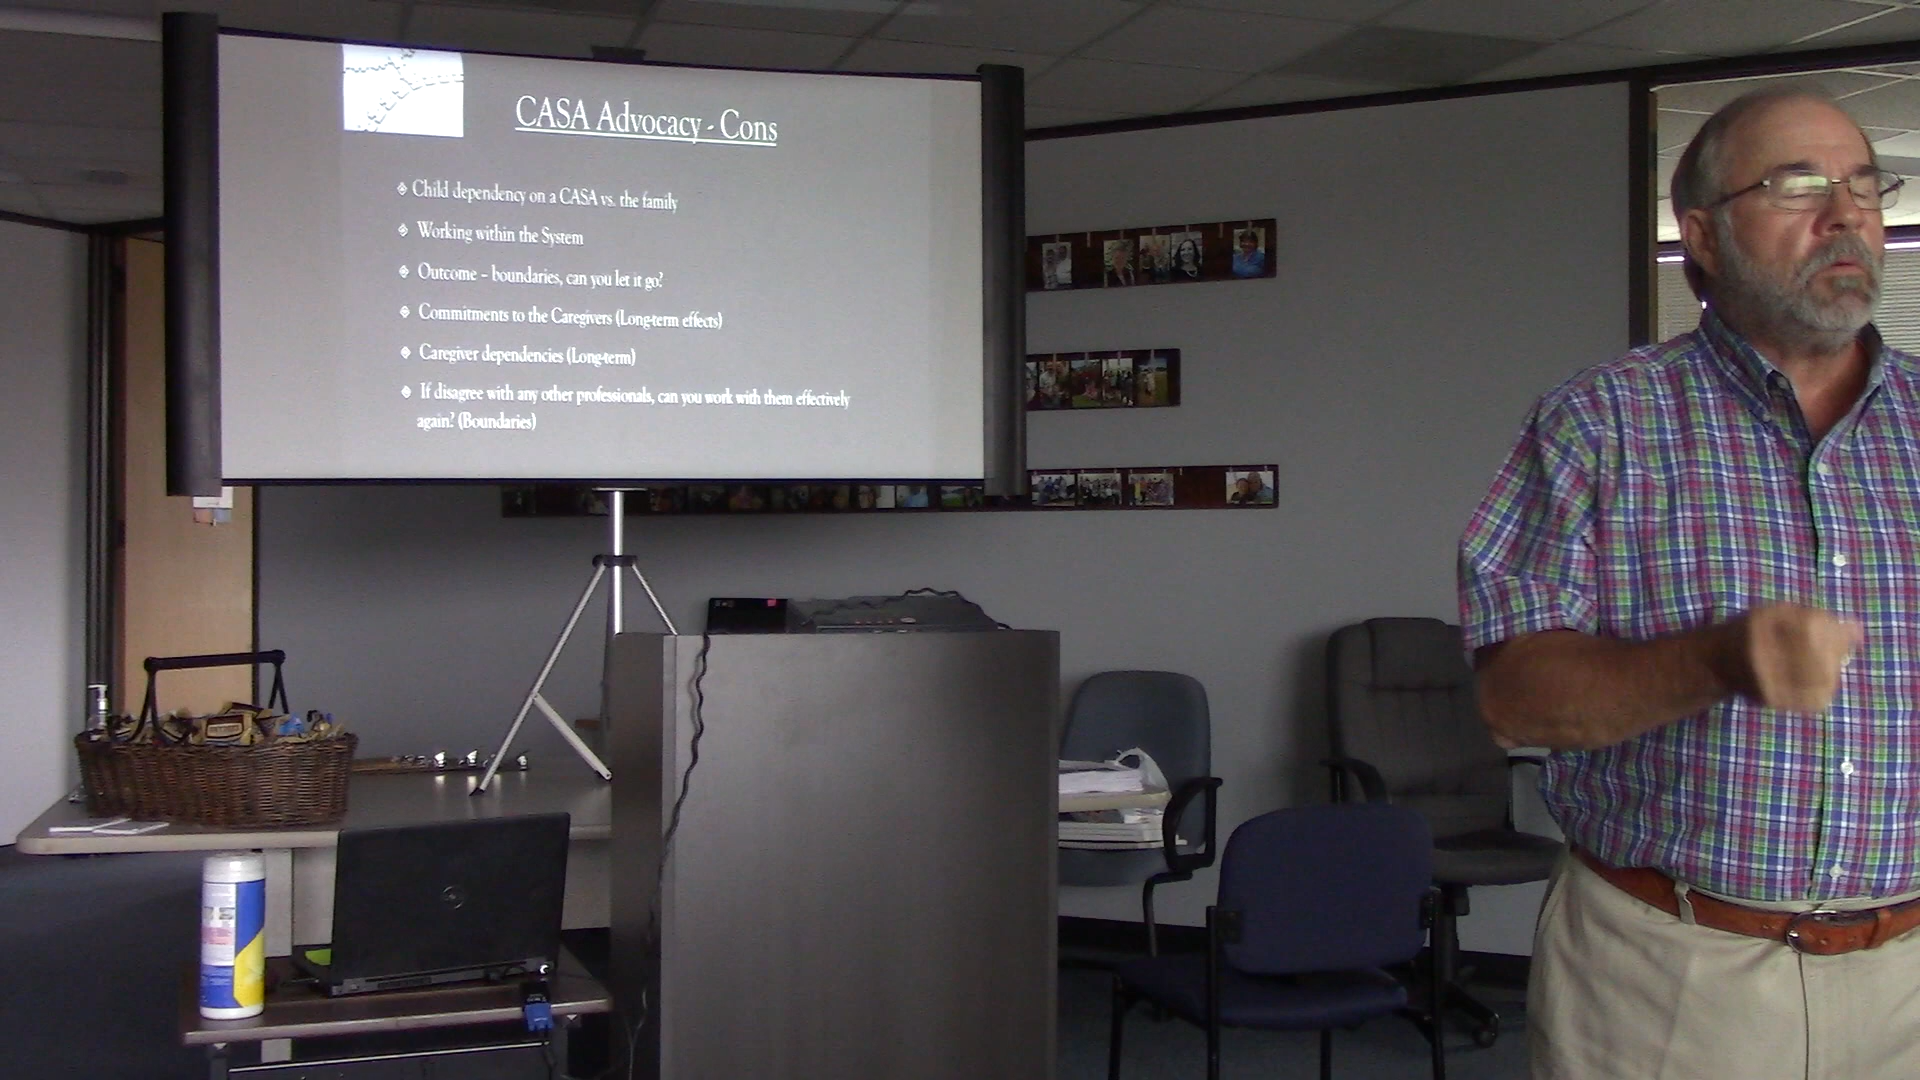 CASA Advocacy - Cons
Child dependency on a CASA vs. the family
Working within the System
Outcome – boundaries, can you let it go?
Commitments to the Caregivers (Long-term effects)
Caregiver dependencies (Long-term)
If disagree with any other professionals, can you work with them effectively
again? (Boundaries)